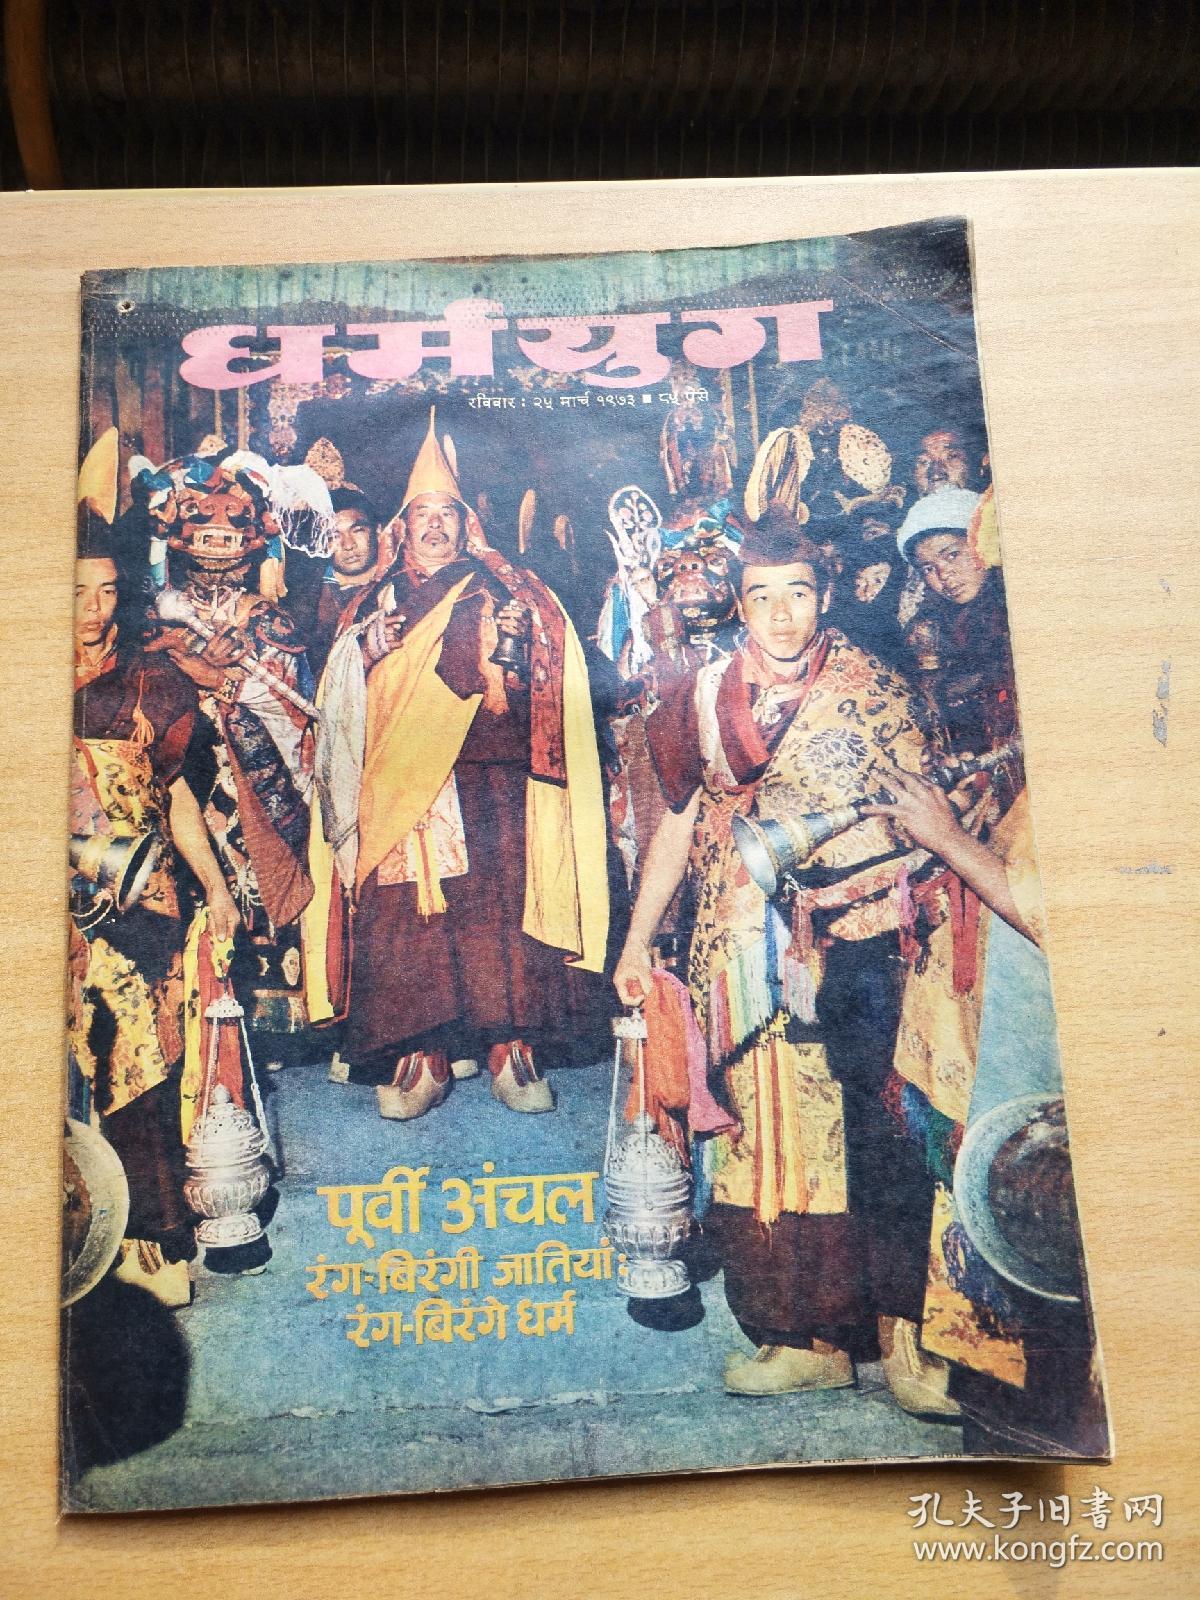 धर्मयुग
रविवार : २५ मार्च १९७३ ■ ८५ पैसे
पूर्वी अंचल
रंग-बिरंगी जातियां :
रंग-बिरंगे धर्म
孔夫子旧书网
www.kongfz.com